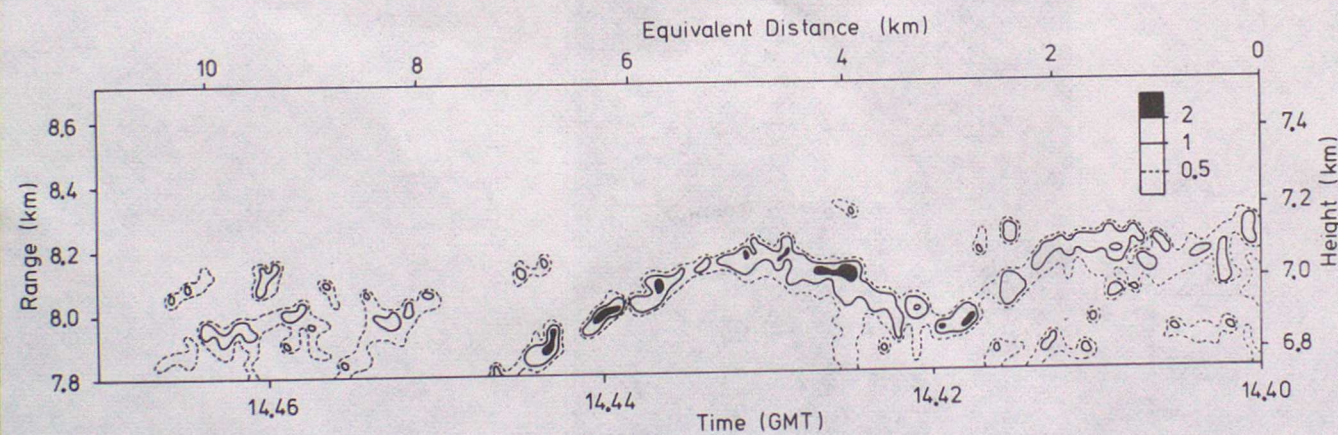 Equivalent Distance (km)
10 8 6 4 2 0
8.6
8.4
8.2
8.0
7.8
Range (km)
2
1
0.5
7.4
7.2
7.0
6.8
Height (km)
14.46 14.44 14.42 14.40
Time (GMT)